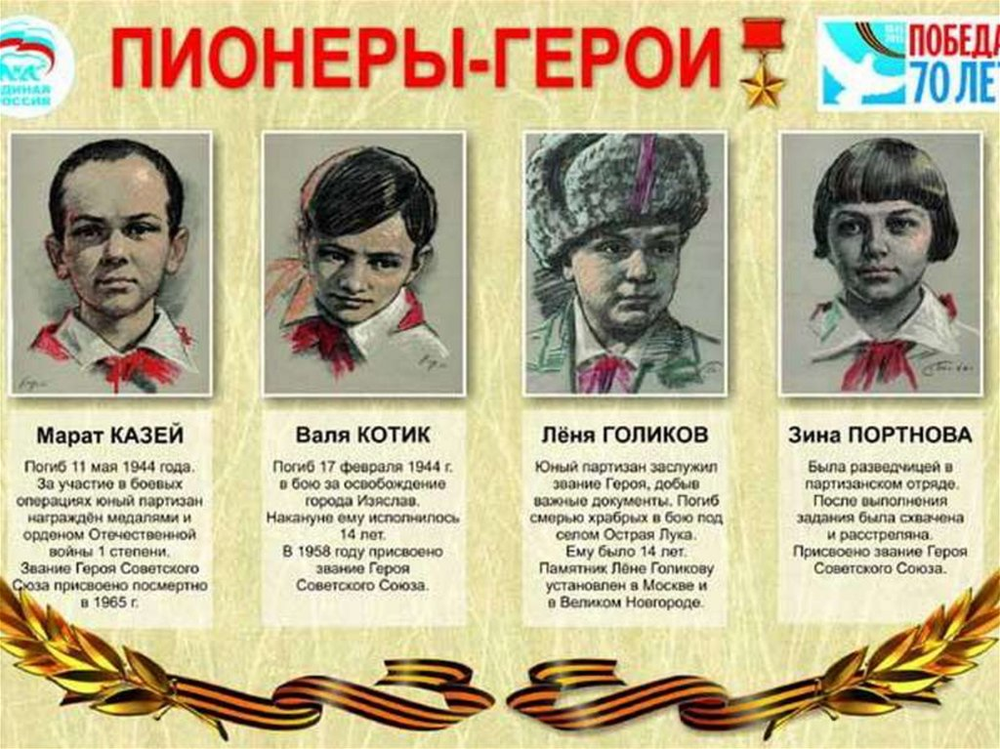 ПИОНЕРЫ-ГЕРОИ
ЕДИНАЯ
РОССИЯ
ПОБЕДА
70 ЛЕТ
Марат КАЗЕЙ
Погиб 11 мая 1944 года.
За участие в боевых
операциях юный партизан
награждён медалями и
орденом Отечественной
войны 1 степени.
Звание Героя Советского
Сюза присвоено посмертно
в 1965 г.
Валя КОТИК
Погиб 17 февраля 1944 г.
в бою за освобождение
города Изяслав.
Накануне ему исполнилось
14 лет.
В 1958 году присвоено
звание Героя
Советского Союза.
Лёня ГОЛИКОВ
Юный партизан заслужил
звание Героя, добыв
важные документы. Погиб
смерью храбрых в бою под
селом Острая Лука.
Ему было 14 лет.
Памятник Лёне Голикову
установлен в Москве и
в Великом Новгороде.
Зина ПОРТНОВА
Была разведчицей в
партизанском отряде.
После выполнения
задания была схвачена
и расстреляна.
Присвоено звание Героя
Советского Союза.